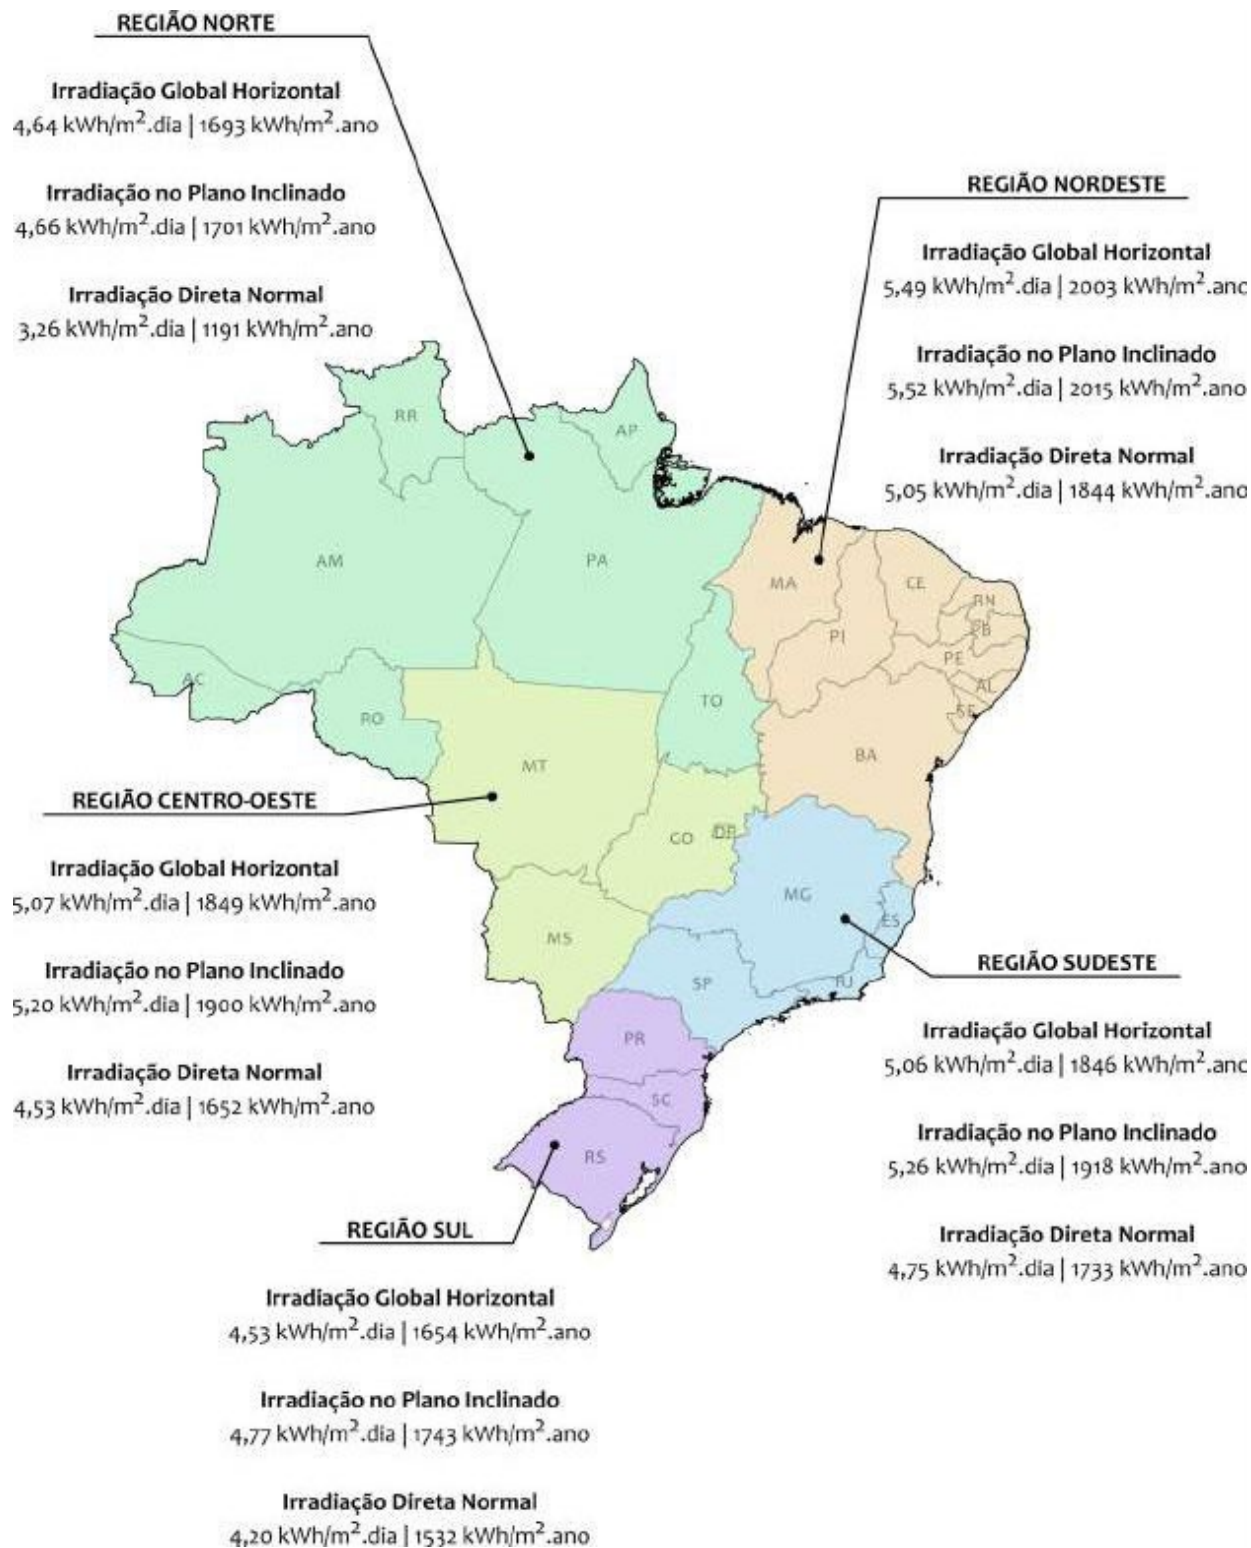 REGIÃO NORTE
Irradiação Global Horizontal
4,64 kWh/m².dia | 1693 kWh/m².ano
Irradiação no Plano Inclinado
4,66 kWh/m².dia | 1701 kWh/m².ano
Irradiação Direta Normal
3,26 kWh/m².dia | 1191 kWh/m².ano
REGIÃO NORDESTE
Irradiação Global Horizontal
5,49 kWh/m².dia | 2003 kWh/m².ano
Irradiação no Plano Inclinado
5,52 kWh/m².dia | 2015 kWh/m².ano
Irradiação Direta Normal
5,05 kWh/m².dia | 1844 kWh/m².ano
RR
AP
AM
PA
MA
CE
RN
PI
PB
PE
AC
AL
RO
TO
SE
BA
MT
REGIÃO CENTRO-OESTE
Irradiação Global Horizontal
5,07 kWh/m².dia | 1849 kWh/m².ano
Irradiação no Plano Inclinado
5,20 kWh/m².dia | 1900 kWh/m².ano
Irradiação Direta Normal
4,53 kWh/m².dia | 1652 kWh/m².ano
GO
DF
MG
ES
MS
SP
RJ
PR
SC
RS
REGIÃO SUDESTE
Irradiação Global Horizontal
5,06 kWh/m².dia | 1846 kWh/m².ano
Irradiação no Plano Inclinado
5,26 kWh/m².dia | 1918 kWh/m².ano
Irradiação Direta Normal
4,75 kWh/m².dia | 1733 kWh/m².ano
REGIÃO SUL
Irradiação Global Horizontal
4,53 kWh/m².dia | 1654 kWh/m².ano
Irradiação no Plano Inclinado
4,77 kWh/m².dia | 1743 kWh/m².ano
Irradiação Direta Normal
4,20 kWh/m².dia | 1532 kWh/m².ano